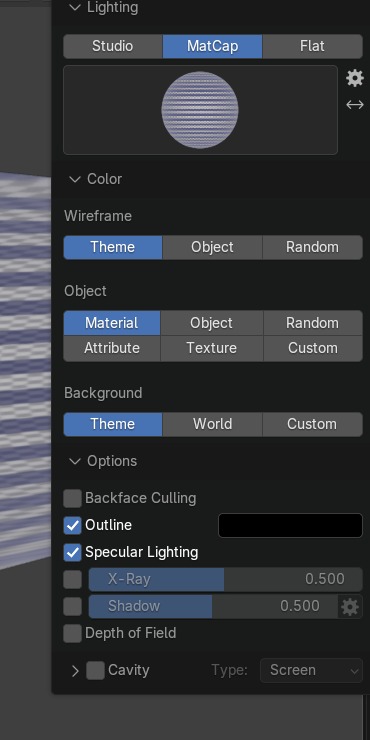 Lighting
Studio MatCap Flat
Color
Wireframe
Theme Object Random
Object
Material Object Random
Attribute Texture Custom
Background
Theme World Custom
Options
Backface Culling
Outline
Specular Lighting
X-Ray 0.500
Shadow 0.500
Depth of Field
Cavity Type: Screen